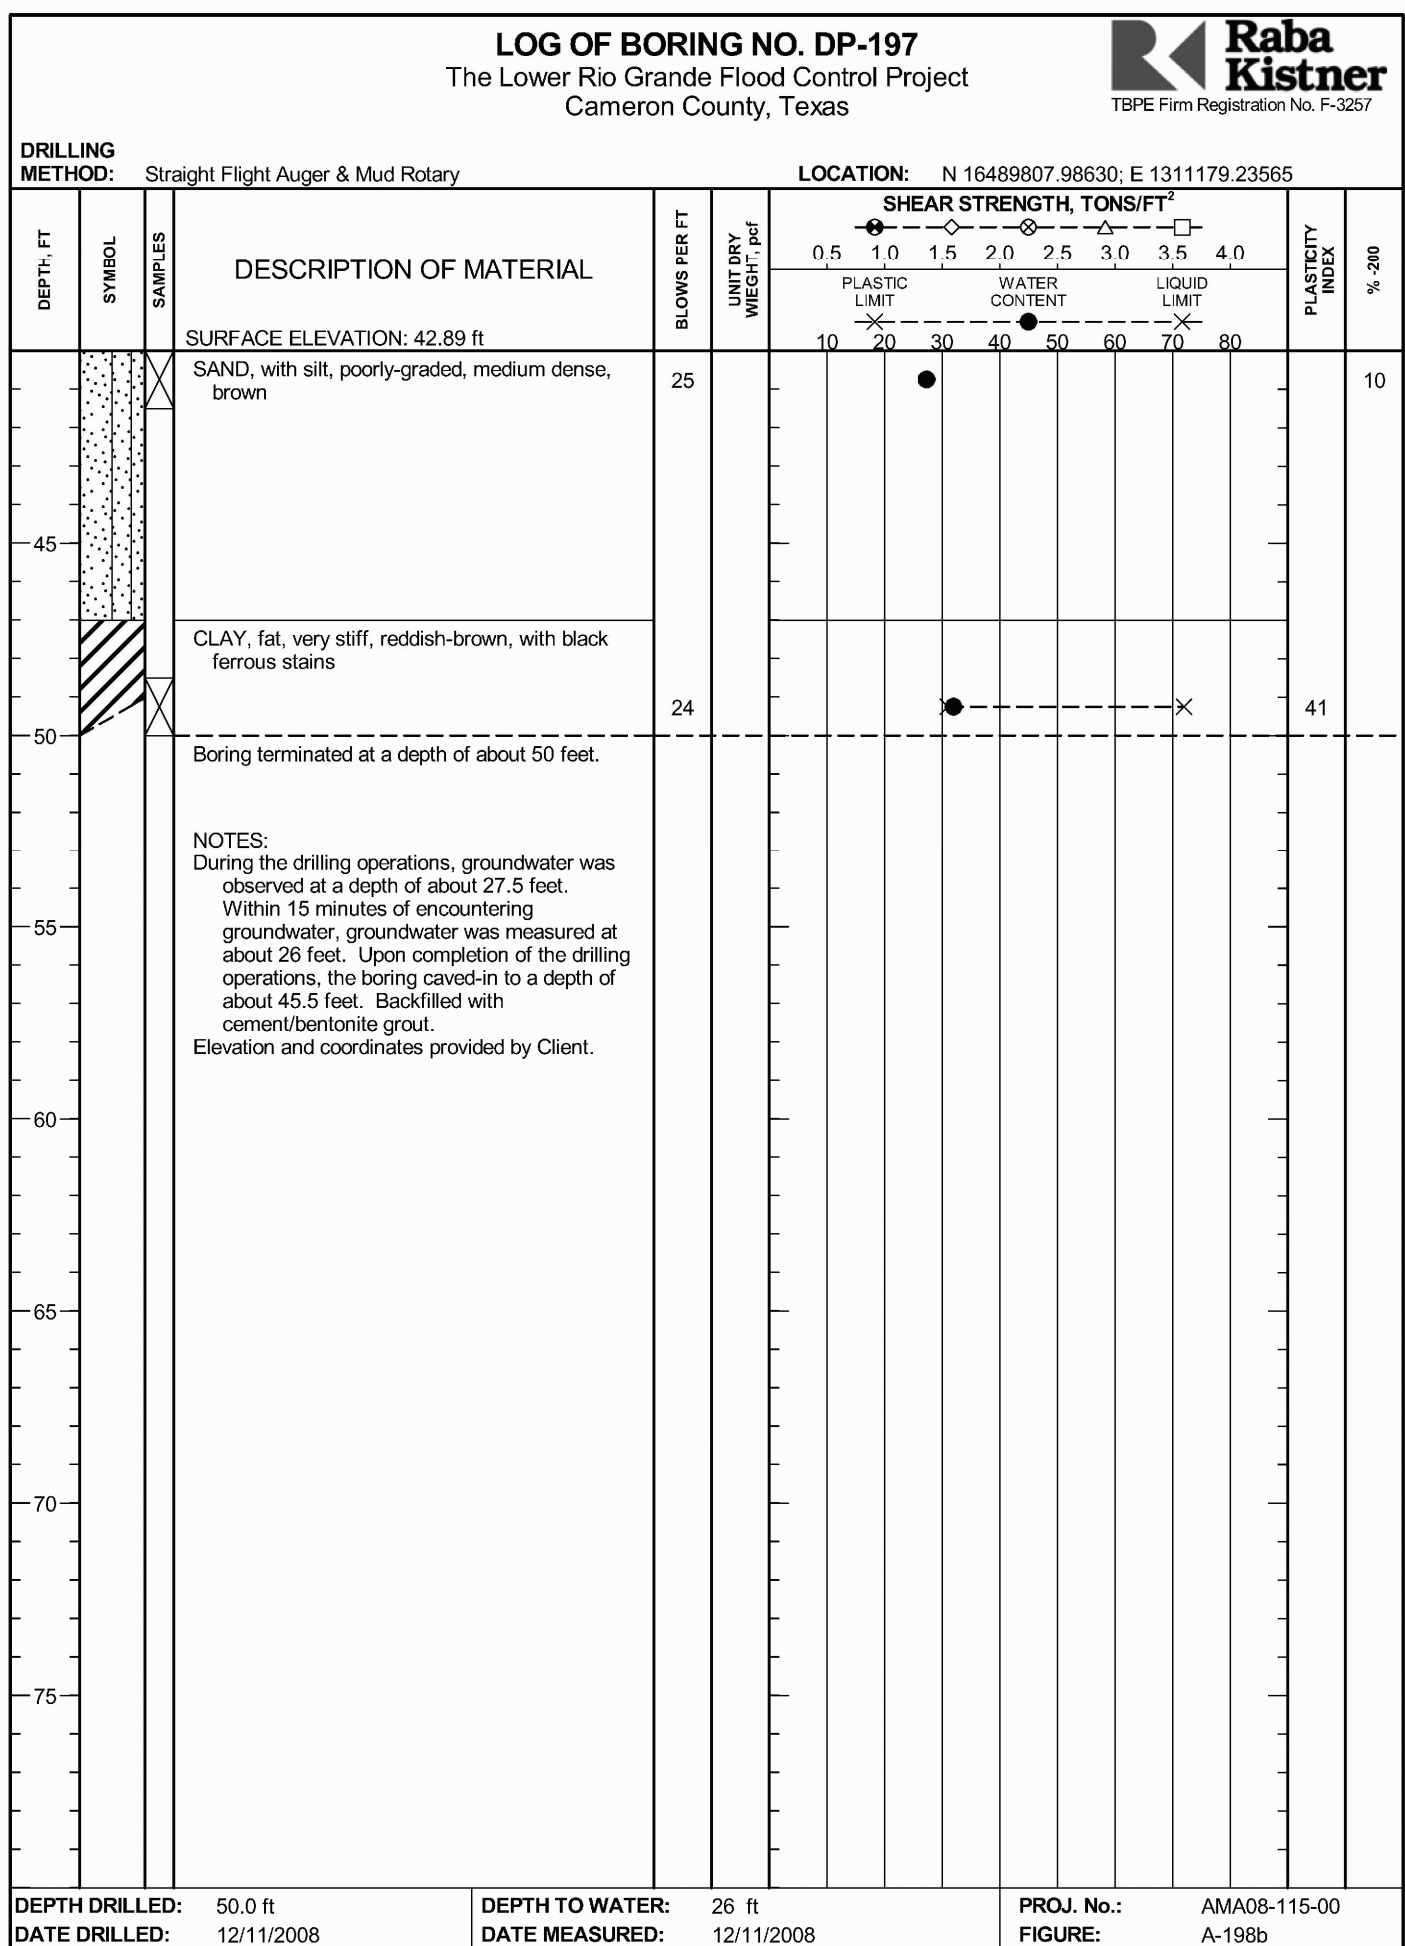 LOG OF BORING NO. DP-197
The Lower Rio Grande Flood Control Project
Cameron County, Texas
Raba
Kistner
TBPE Firm Registration No. F-3257
DRILLING
METHOD: Straight Flight Auger & Mud Rotary
LOCATION: N 16489807.98630; E 1311179.23565
DEPTH, FT
SYMBOL
SAMPLES
DESCRIPTION OF MATERIAL
SURFACE ELEVATION: 42.89 ft
BLOWS PER FT
UNIT DRY
WIEGHT, pcf
SHEAR STRENGTH, TONS/FT²
0.5 1.0 1.5 2.0 2.5 3.0 3.5 4.0
PLASTIC
LIMIT
WATER
CONTENT
LIQUID
LIMIT
10 20 30 40 50 60 70 80
PLASTICITY
INDEX
% -200
SAND, with silt, poorly-graded, medium dense,
brown
25
10
45
CLAY, fat, very stiff, reddish-brown, with black
ferrous stains
24
41
50
Boring terminated at a depth of about 50 feet.
NOTES:
During the drilling operations, groundwater was
observed at a depth of about 27.5 feet.
Within 15 minutes of encountering
groundwater, groundwater was measured at
about 26 feet. Upon completion of the drilling
operations, the boring caved-in to a depth of
about 45.5 feet. Backfilled with
cement/bentonite grout.
Elevation and coordinates provided by Client.
55
60
65
70
75
DEPTH DRILLED: 50.0 ft
DATE DRILLED: 12/11/2008
DEPTH TO WATER: 26 ft
DATE MEASURED: 12/11/2008
PROJ. No.: AMA08-115-00
FIGURE: A-198b